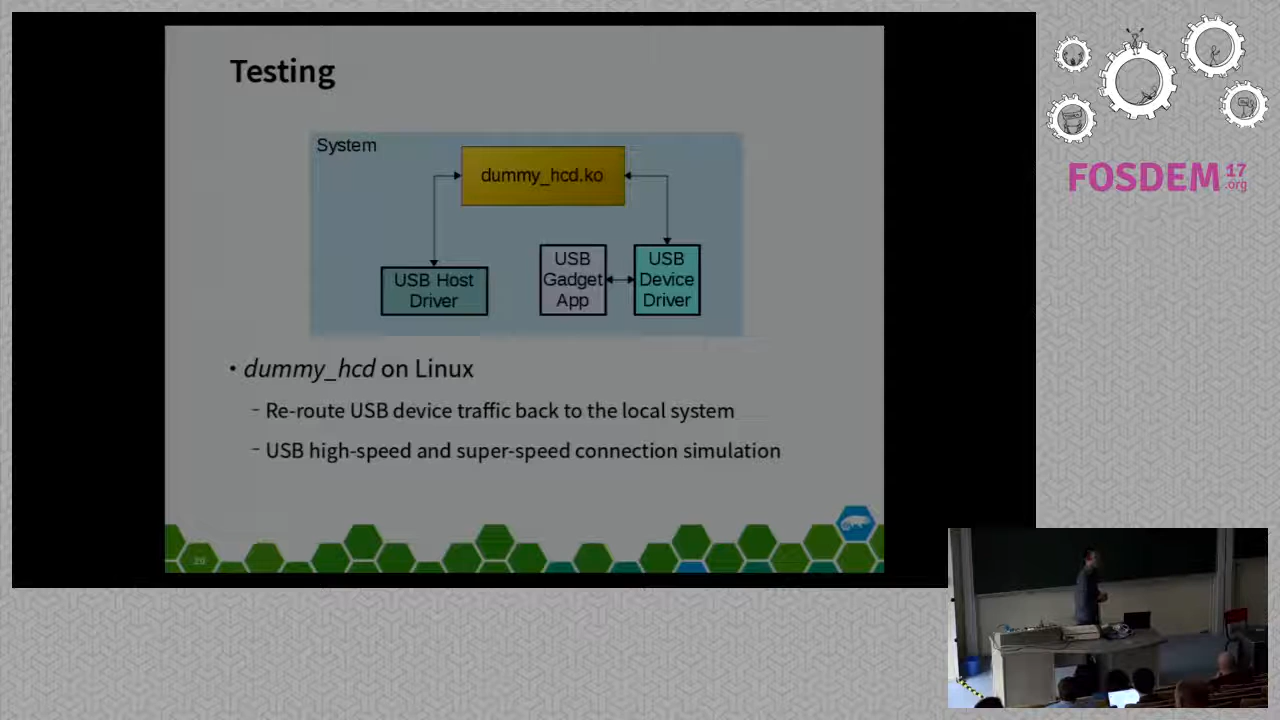 Testing
System
dummy_hcd.ko
USB Host
Driver
USB
Gadget
App
USB
Device
Driver
• dummy_hcd on Linux
– Re-route USB device traffic back to the local system
– USB high-speed and super-speed connection simulation
20
FOSDEM 17
.org